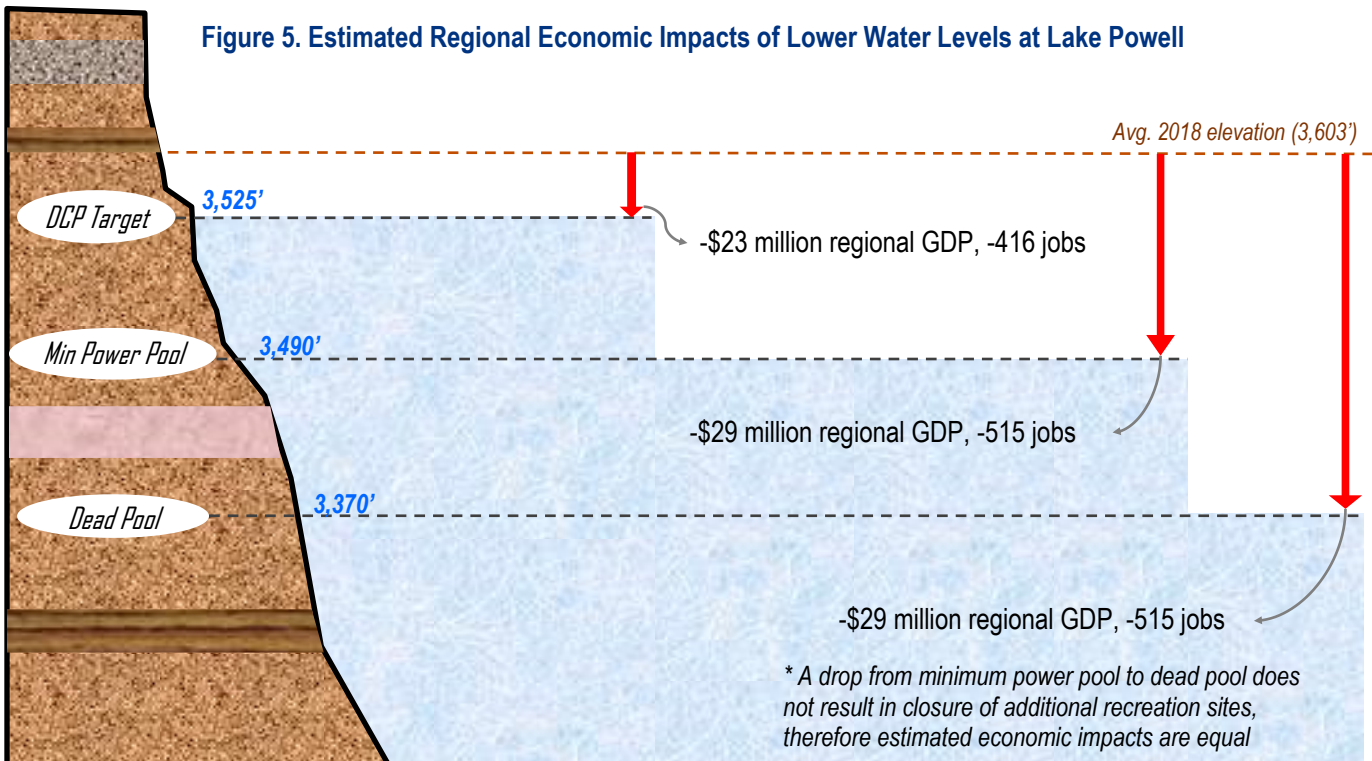 Figure 5. Estimated Regional Economic Impacts of Lower Water Levels at Lake Powell
Avg. 2018 elevation (3,603')
3,525'
DCP Target
-$23 million regional GDP, -416 jobs
3,490'
Min Power Pool
-$29 million regional GDP, -515 jobs
3,370'
Dead Pool
-$29 million regional GDP, -515 jobs
* A drop from minimum power pool to dead pool does
not result in closure of additional recreation sites,
therefore estimated economic impacts are equal